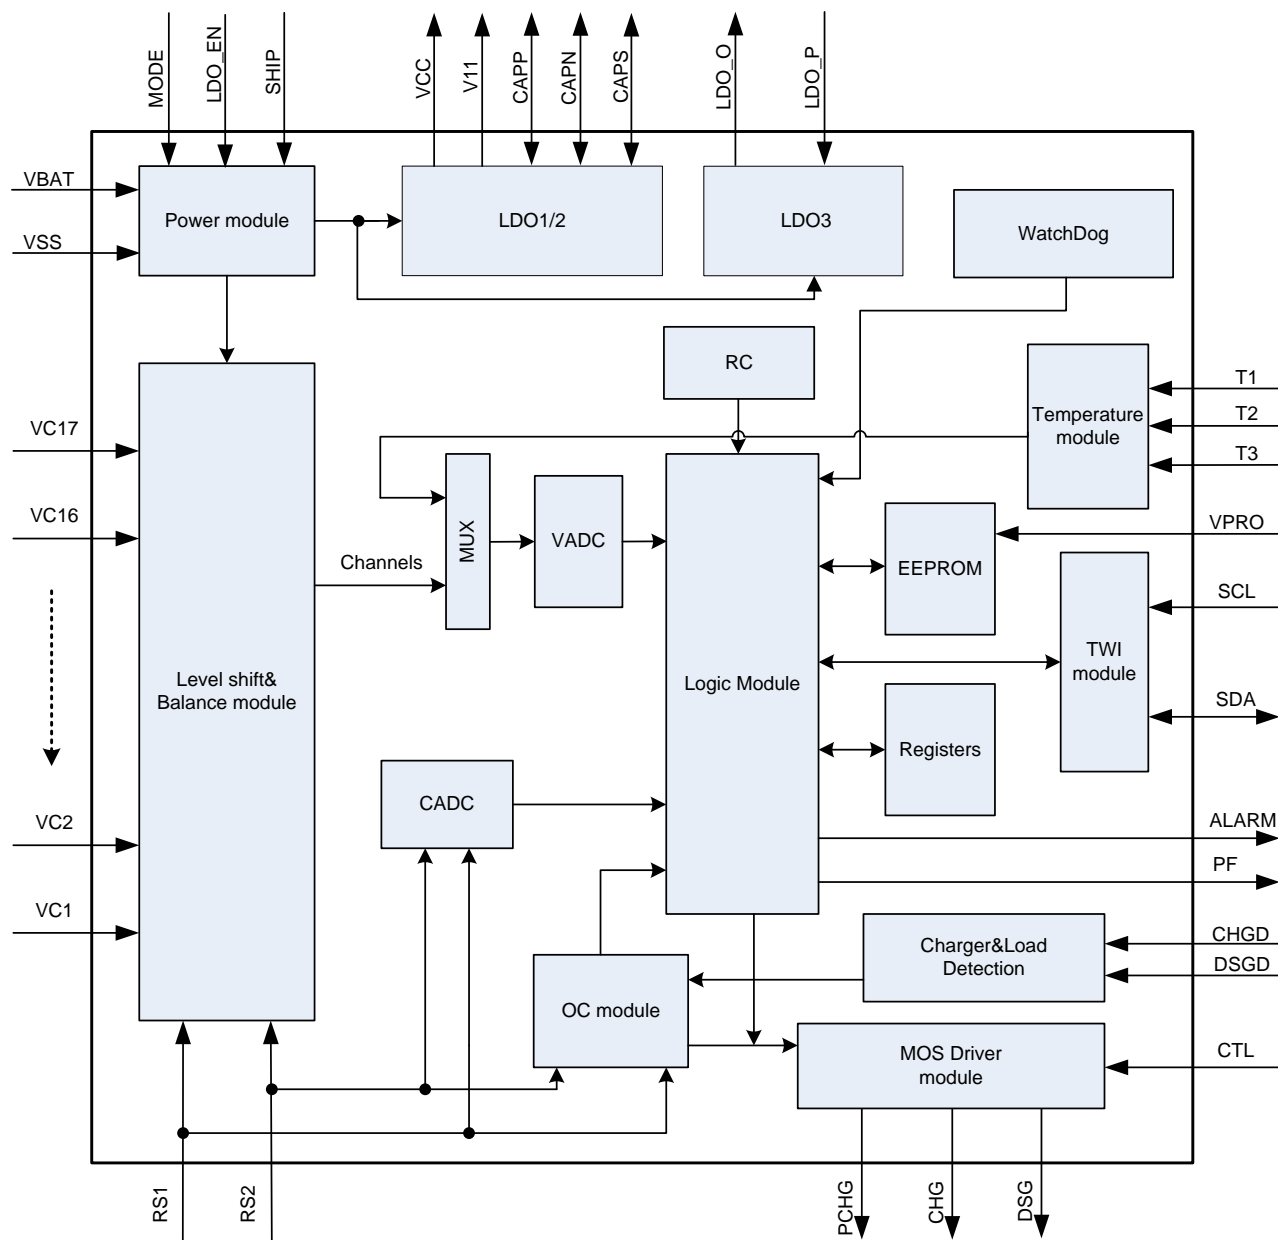 MODE
LDO_EN
SHIP
VCC
V11
CAPP
CAPN
CAPS
LDO_O
LDO_P
VBAT
VSS
Power module
LDO1/2
LDO3
WatchDog
RC
Temperature
module
T1
T2
T3
VC17
VC16
Channels
MUX
VADC
EEPROM
VPRO
SCL
TWI
module
SDA
Level shift&
Balance module
Logic Module
Registers
CADC
VC2
VC1
ALARM
PF
Charger&Load
Detection
CHGD
DSGD
OC module
MOS Driver
module
CTL
RS1
RS2
PCHG
CHG
DSG